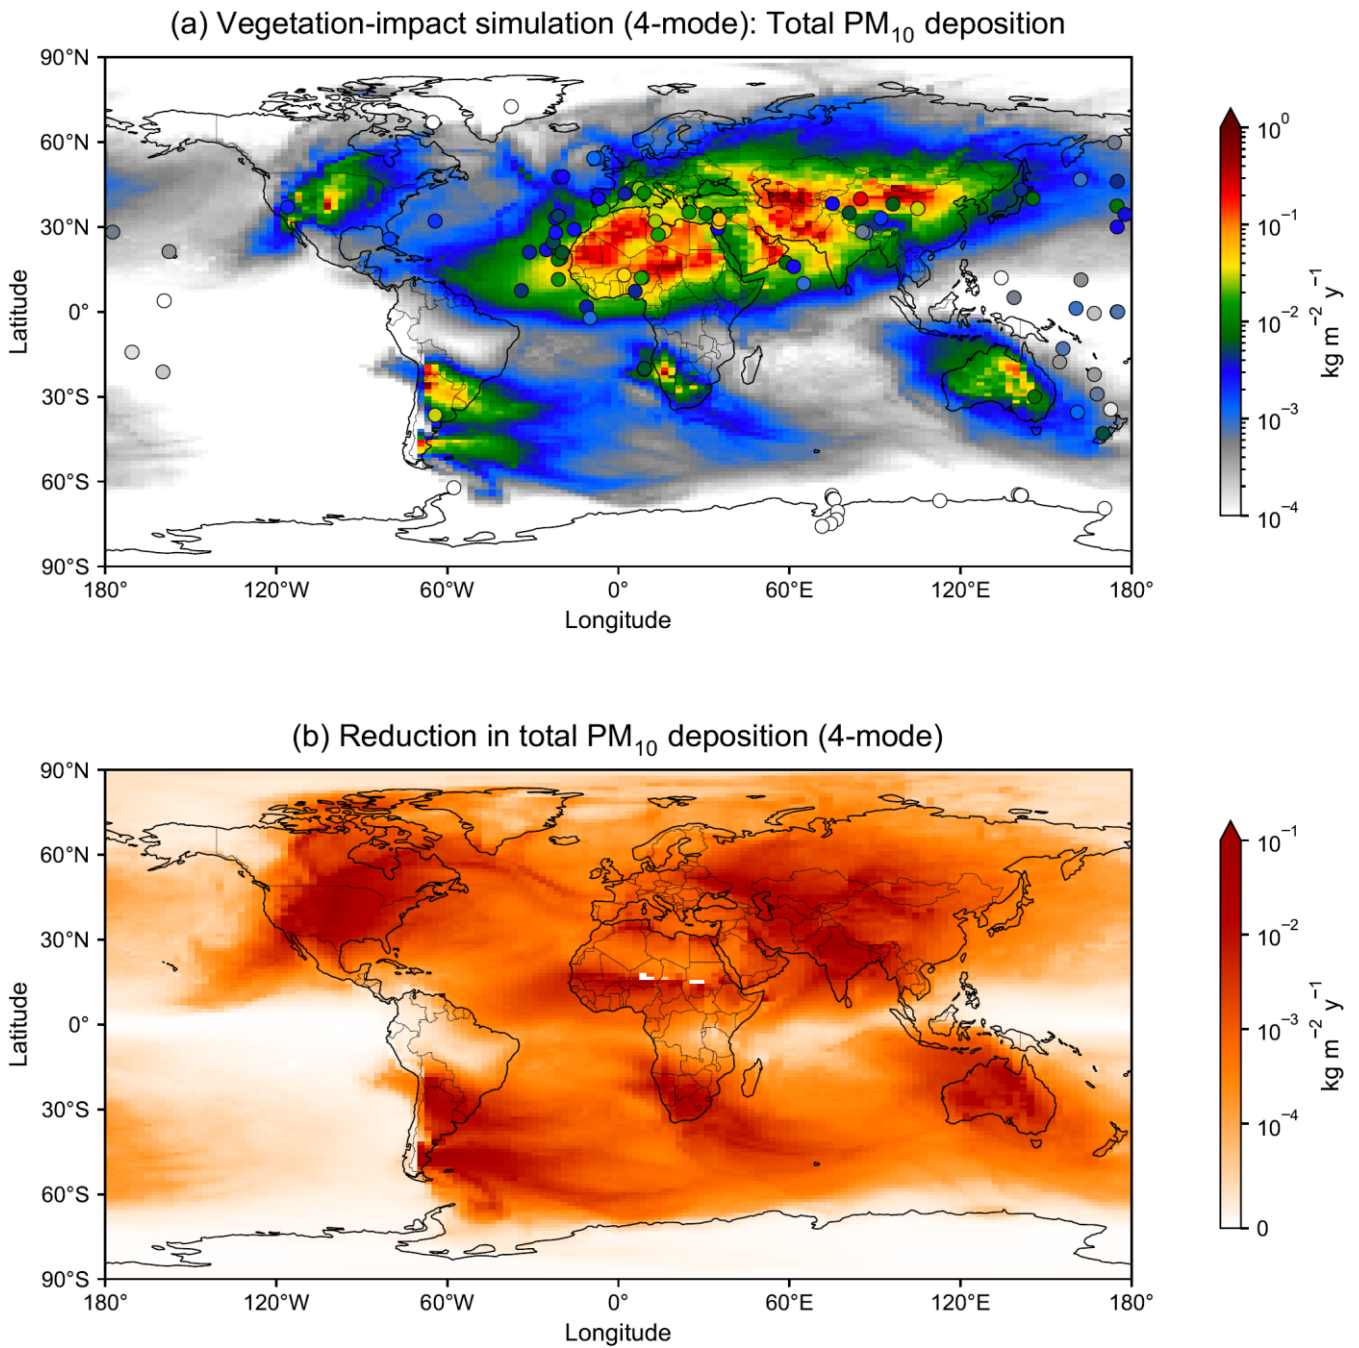 (a) Vegetation-impact simulation (4-mode): Total PM₁₀ deposition
90°N
60°N
30°N
0°
30°S
60°S
90°S
Latitude
180°
120°W
60°W
0°
60°E
120°E
180°
Longitude
10⁰
10⁻¹
10⁻²
10⁻³
10⁻⁴
kg m⁻² y⁻¹
(b) Reduction in total PM₁₀ deposition (4-mode)
90°N
60°N
30°N
0°
30°S
60°S
90°S
Latitude
180°
120°W
60°W
0°
60°E
120°E
180°
Longitude
10⁻¹
10⁻²
10⁻³
10⁻⁴
0
kg m⁻² y⁻¹